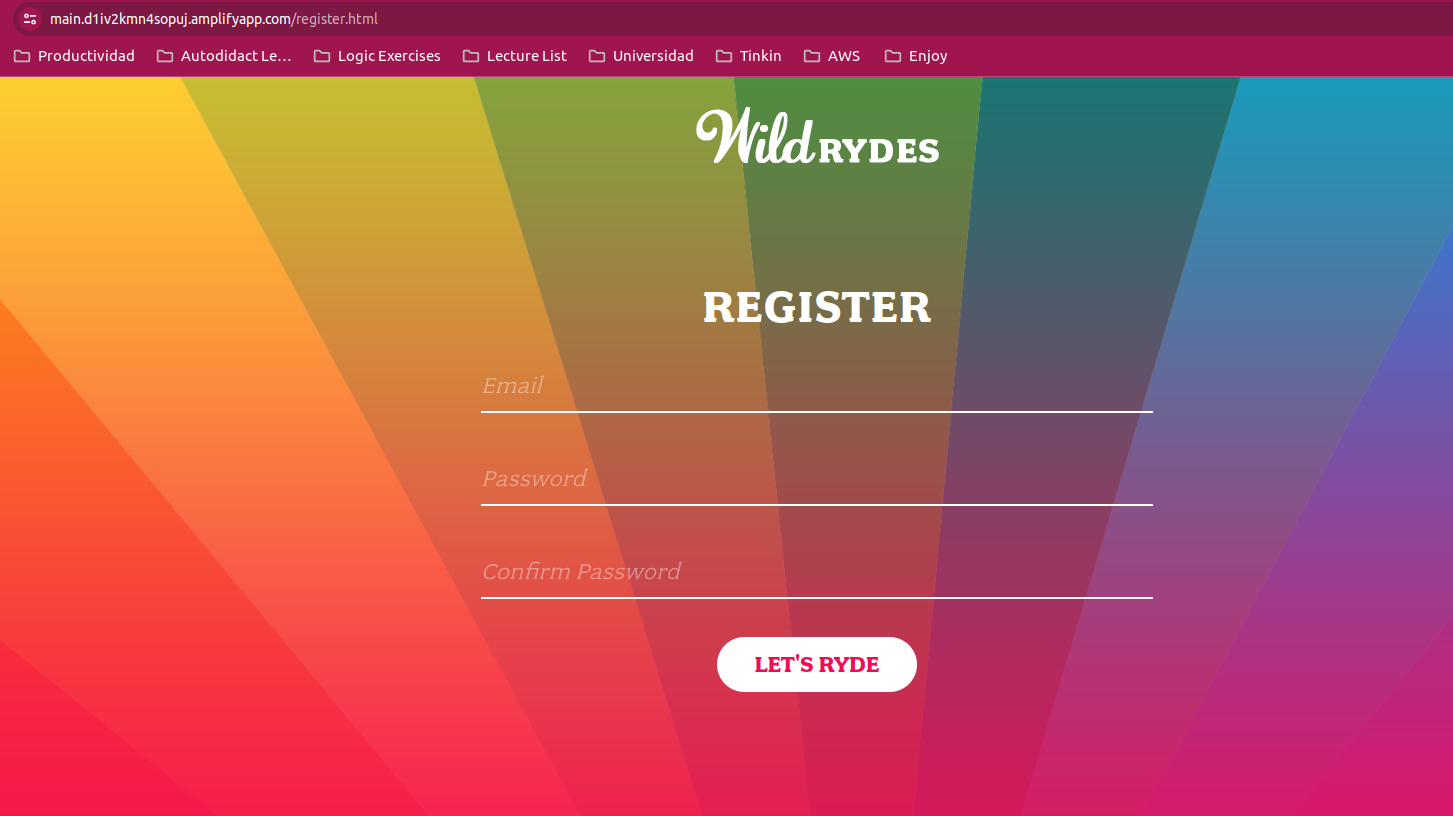 main.d1iv2kmn4sopuj.amplifyapp.com/register.html
Productividad Autodidact Le... Logic Exercises Lecture List Universidad Tinkin AWS Enjoy
Wild RYDES
REGISTER
Email
Password
Confirm Password
LET'S RYDE